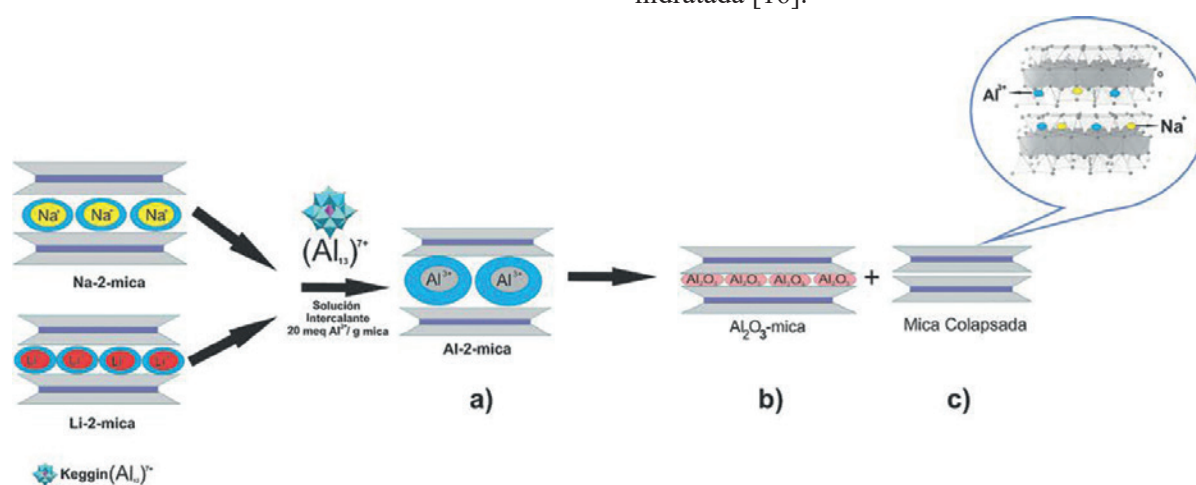 hidratada [16].
Al³⁺
Na⁺
T
O
T
Na⁺ Na⁺ Na⁺
Na-2-mica
Li Li Li Li
Li-2-mica
Keggin(Al₁₃)⁷⁺
(Al₁₃)⁷⁺
Solución
Intercalante
20 meq Al³⁺/ g mica
Al³⁺ Al³⁺
Al-2-mica
a)
Al₂O₃ Al₂O₃ Al₂O₃ Al₂O₃
Al₂O₃-mica
b)
+
Mica Colapsada
c)